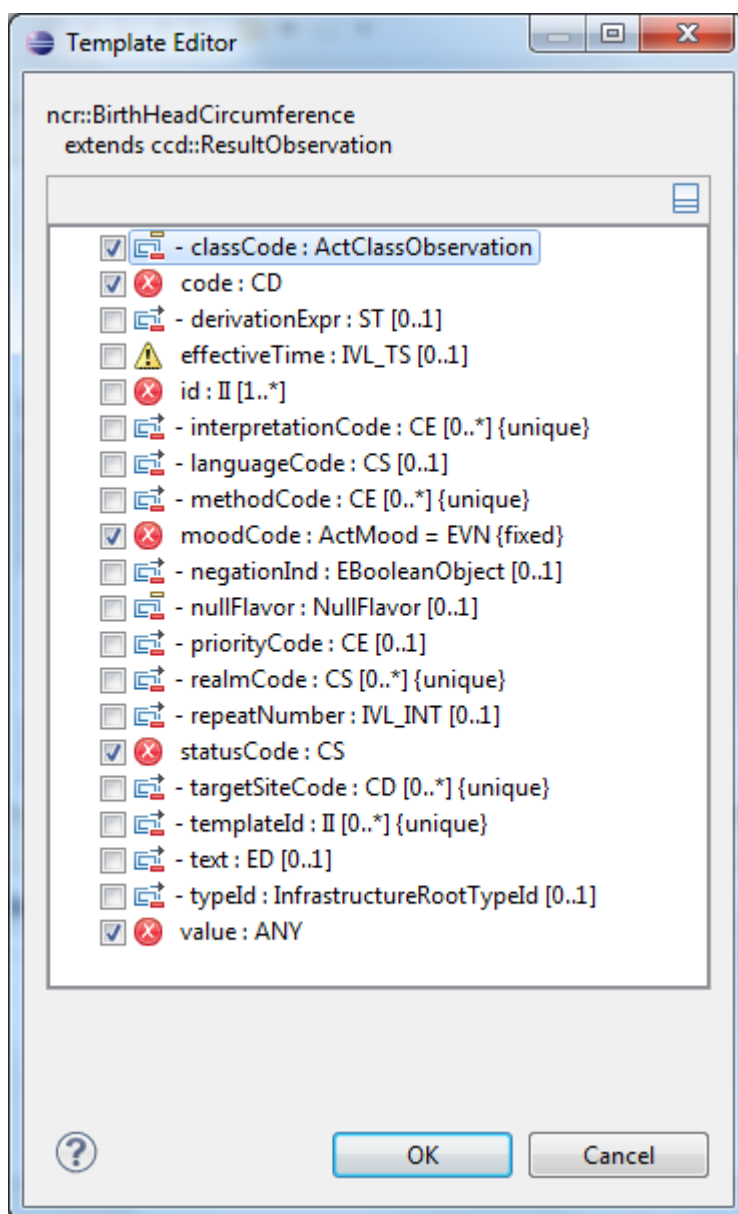 Template Editor
ncr::BirthHeadCircumference
extends ccd::ResultObservation
- classCode : ActClassObservation
code : CD
- derivationExpr : ST [0..1]
effectiveTime : IVL_TS [0..1]
id : II [1..*]
- interpretationCode : CE [0..*] {unique}
- languageCode : CS [0..1]
- methodCode : CE [0..*] {unique}
moodCode : ActMood = EVN {fixed}
- negationInd : EBooleanObject [0..1]
- nullFlavor : NullFlavor [0..1]
- priorityCode : CE [0..1]
- realmCode : CS [0..*] {unique}
- repeatNumber : IVL_INT [0..1]
statusCode : CS
- targetSiteCode : CD [0..*] {unique}
- templateId : II [0..*] {unique}
- text : ED [0..1]
- typeId : InfrastructureRootTypeId [0..1]
value : ANY
OK Cancel